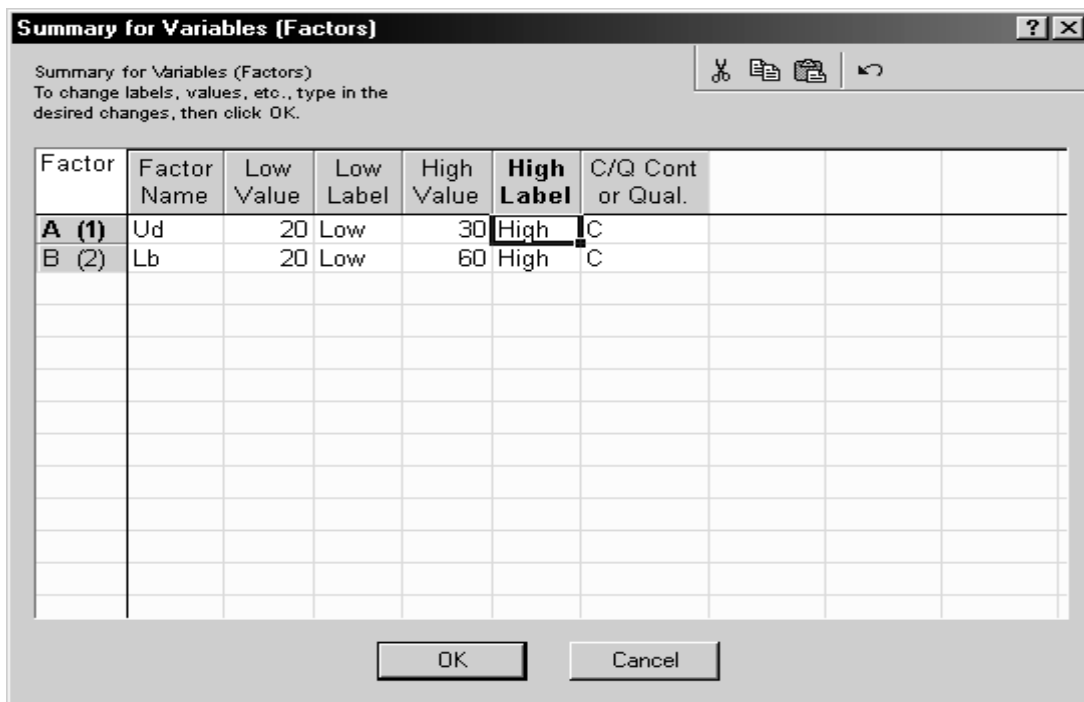 Summary for Variables (Factors)
Summary for Variables (Factors)
To change labels, values, etc., type in the
desired changes, then click OK.
Factor Factor Name Low Value Low Label High Value High Label C/Q Cont or Qual.
A (1) Ud 20 Low 30 High C
B (2) Lb 20 Low 60 High C
OK Cancel